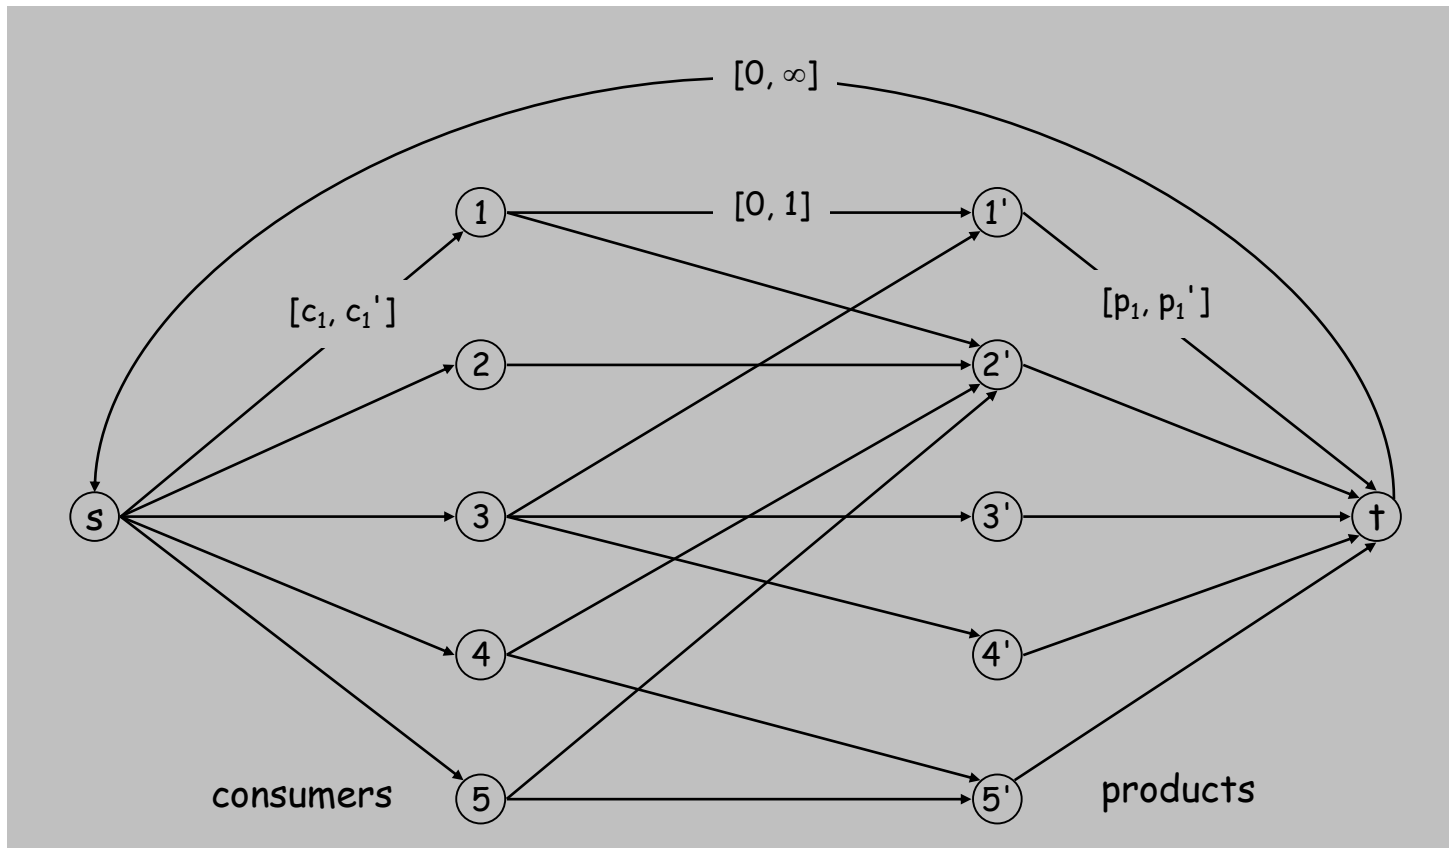 [0, ∞]
1 [0, 1] 1'
[c₁, c₁'] [p₁, p₁']
2 2'
s 3 3' t
4 4'
consumers 5 5' products